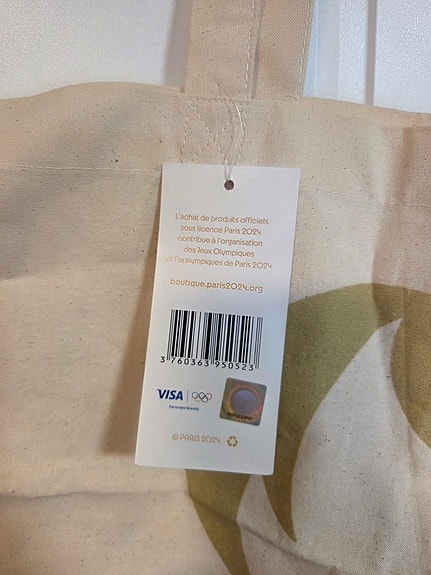 L'achat de produits officiels
sous licence Paris 2024
contribue à l'organisation
des Jeux Olympiques
et Paralympiques de Paris 2024
boutique.paris2024.org
3 760363 950523
VISA
Partenaire Mondial
© PARIS 2024